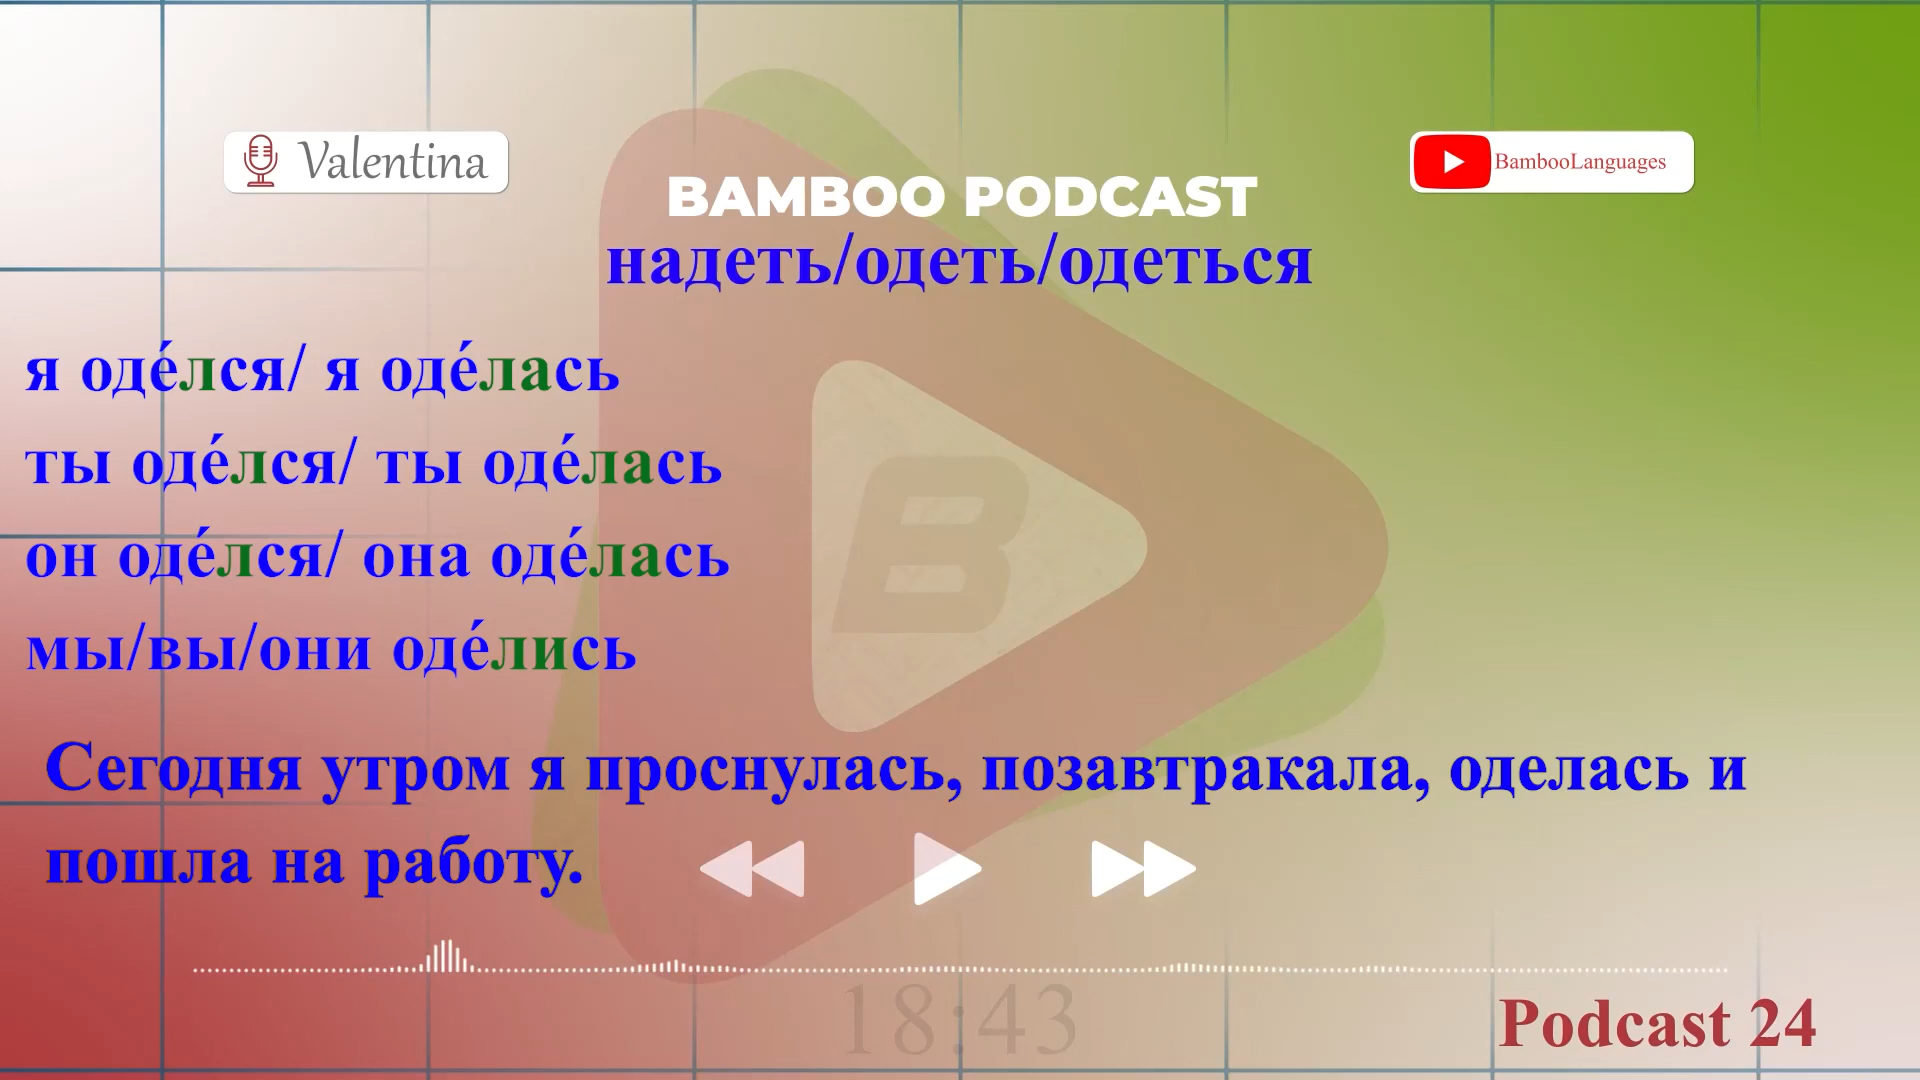 Valentina
BambooLanguages
BAMBOO PODCAST
надеть/одеть/одеться
я оде́лся/ я оде́лась
ты оде́лся/ ты оде́лась
он оде́лся/ она оде́лась
мы/вы/они оде́лись
B
Сегодня утром я проснулась, позавтракала, оделась и
пошла на работу.
18:43
Podcast 24